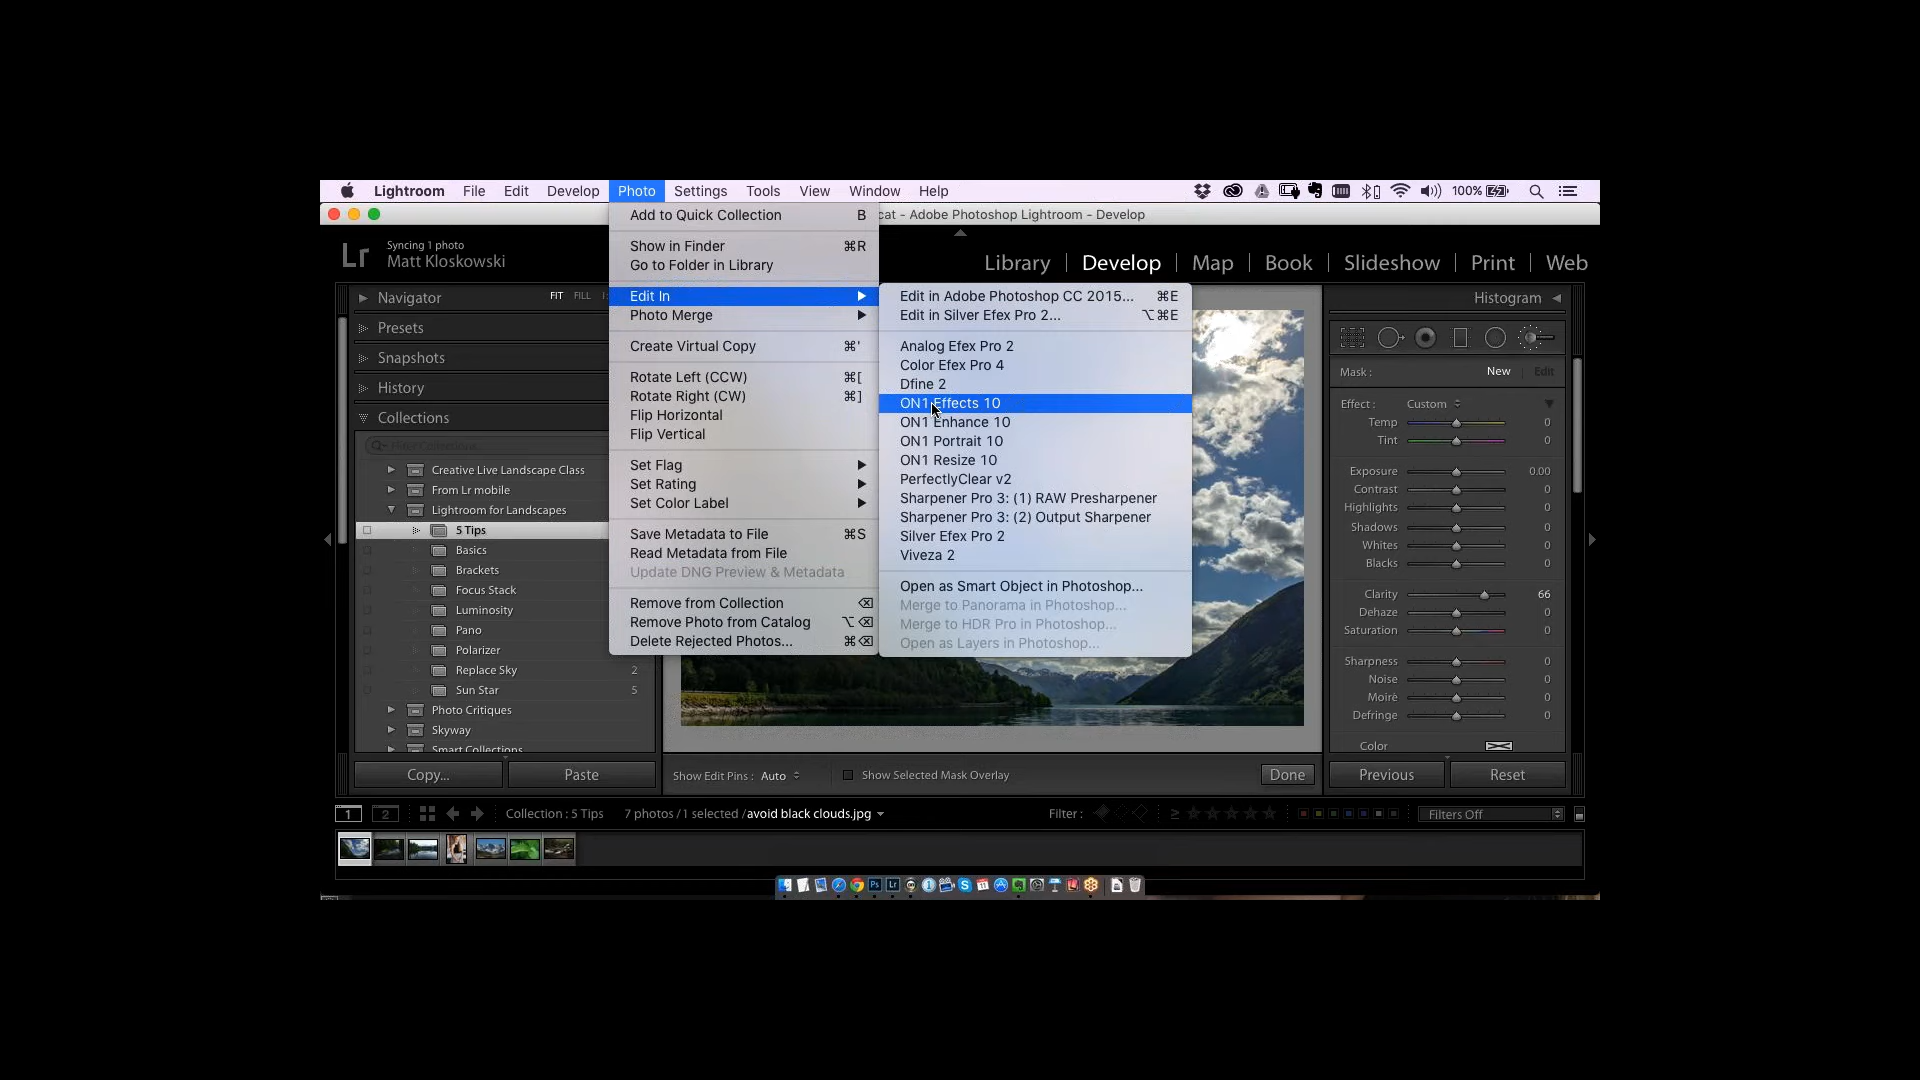 Lightroom File Edit Develop Photo Settings Tools View Window Help 100%
cat - Adobe Photoshop Lightroom - Develop
Lr
Syncing 1 photo
Matt Kloskowski
Library | Develop | Map | Book | Slideshow | Print | Web
Navigator FIT FILL
Presets
Snapshots
History
Collections
Creative Live Landscape Class
From Lr mobile
Lightroom for Landscapes
5 Tips
Basics
Brackets
Focus Stack
Luminosity
Pano
Polarizer
Replace Sky 2
Sun Star 5
Photo Critiques
Skyway
Smart Collections
Copy... Paste
Add to Quick Collection B
Show in Finder ⌘R
Go to Folder in Library
Edit In
Photo Merge
Create Virtual Copy ⌘'
Rotate Left (CCW) ⌘[
Rotate Right (CW) ⌘]
Flip Horizontal
Flip Vertical
Set Flag
Set Rating
Set Color Label
Save Metadata to File ⌘S
Read Metadata from File
Update DNG Preview & Metadata
Remove from Collection ⌫
Remove Photo from Catalog ⌥⌫
Delete Rejected Photos... ⌘⌫
Edit in Adobe Photoshop CC 2015... ⌘E
Edit in Silver Efex Pro 2... ⌥⌘E
Analog Efex Pro 2
Color Efex Pro 4
Dfine 2
ON1 Effects 10
ON1 Enhance 10
ON1 Portrait 10
ON1 Resize 10
PerfectlyClear v2
Sharpener Pro 3: (1) RAW Presharpener
Sharpener Pro 3: (2) Output Sharpener
Silver Efex Pro 2
Viveza 2
Open as Smart Object in Photoshop...
Merge to Panorama in Photoshop...
Merge to HDR Pro in Photoshop...
Open as Layers in Photoshop...
Histogram
Mask : New Edit
Effect : Custom
Temp 0
Tint 0
Exposure 0.00
Contrast 0
Highlights 0
Shadows 0
Whites 0
Blacks 0
Clarity 66
Dehaze 0
Saturation 0
Sharpness 0
Noise 0
Moiré 0
Defringe 0
Color
Show Edit Pins : Auto Show Selected Mask Overlay Done
Previous Reset
1 2 Collection : 5 Tips 7 photos / 1 selected / avoid black clouds.jpg Filter : ≥ Filters Off
Ps Lr